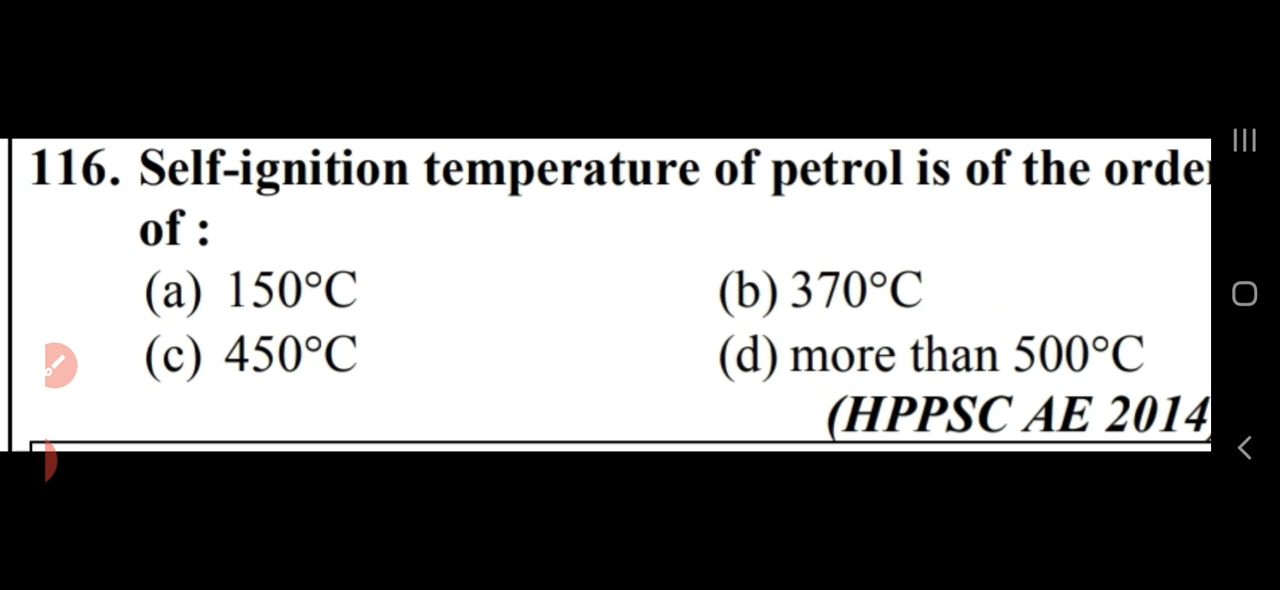 116. Self-ignition temperature of petrol is of the order
of :
(a) 150°C (b) 370°C
(c) 450°C (d) more than 500°C
(HPPSC AE 2014